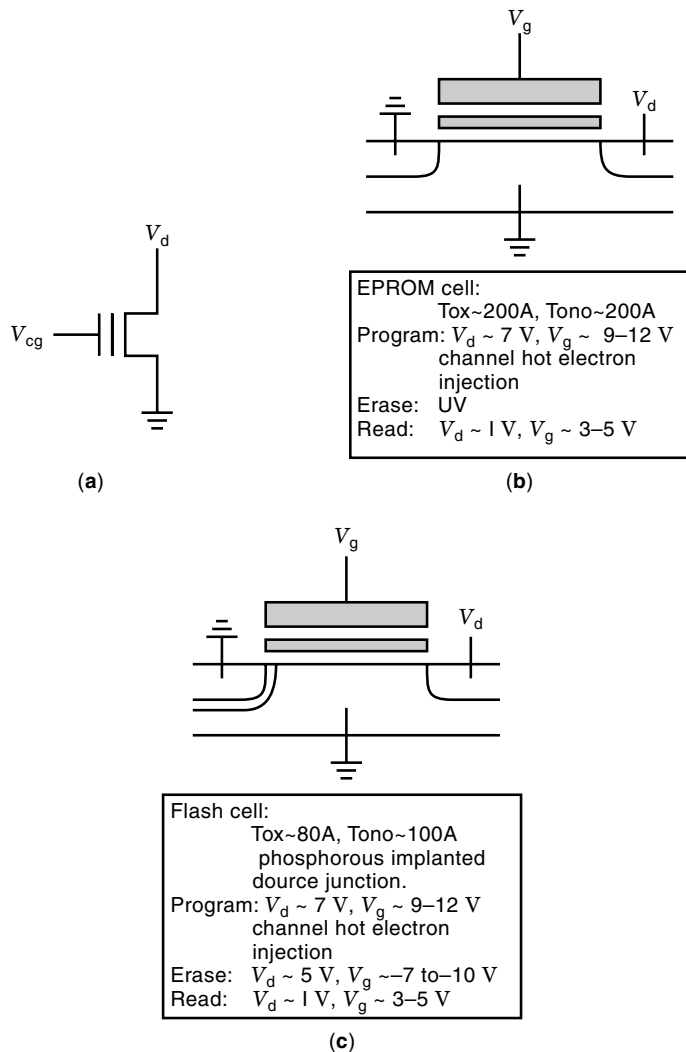 V_g
V_d
V_d
V_cg
EPROM cell:
Tox~200A, Tono~200A
Program: V_d ~ 7 V, V_g ~ 9–12 V
channel hot electron
injection
Erase: UV
Read: V_d ~ I V, V_g ~ 3–5 V
(a)
(b)
V_g
V_d
Flash cell:
Tox~80A, Tono~100A
phosphorous implanted
dource junction.
Program: V_d ~ 7 V, V_g ~ 9–12 V
channel hot electron
injection
Erase: V_d ~ 5 V, V_g ~–7 to–10 V
Read: V_d ~ I V, V_g ~ 3–5 V
(c)